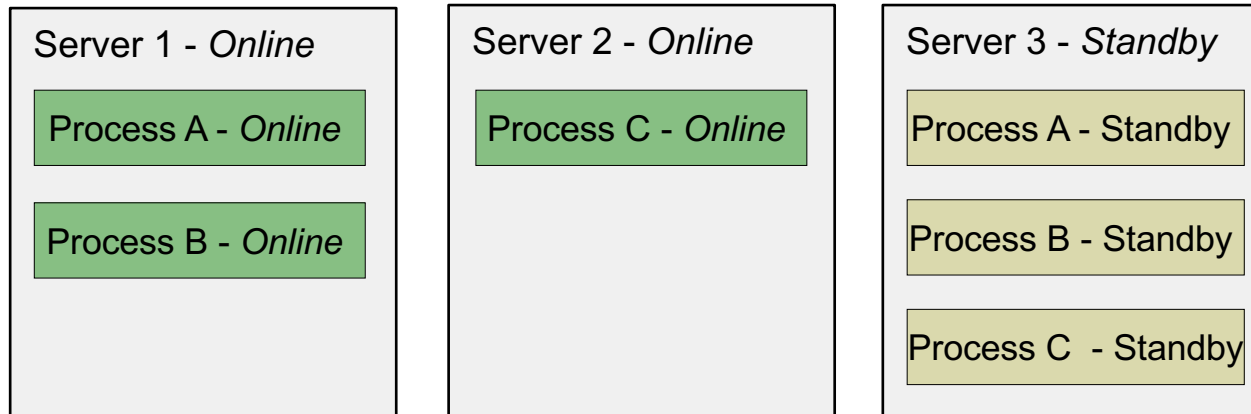 Server 1 - Online
Process A - Online
Process B - Online
Server 2 - Online
Process C - Online
Server 3 - Standby
Process A - Standby
Process B - Standby
Process C - Standby